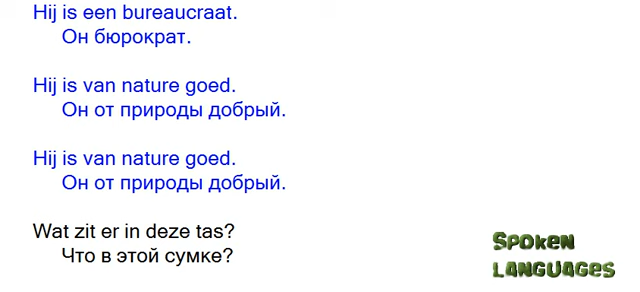 Hij is een bureaucraat.
Он бюрократ.
Hij is van nature goed.
Он от природы добрый.
Hij is van nature goed.
Он от природы добрый.
Wat zit er in deze tas?
Что в этой сумке?
SPOKEN
LANGUAGES